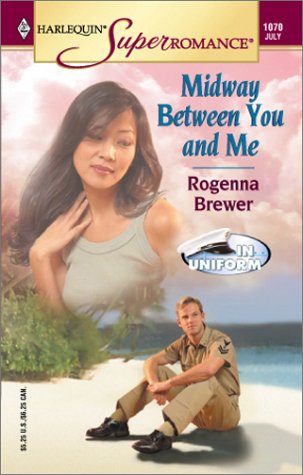 HARLEQUIN® Superromance®
1070
JULY
Midway
Between You
and Me
Rogenna
Brewer
IN
UNIFORM
$5.25 U.S./$6.25 CAN.